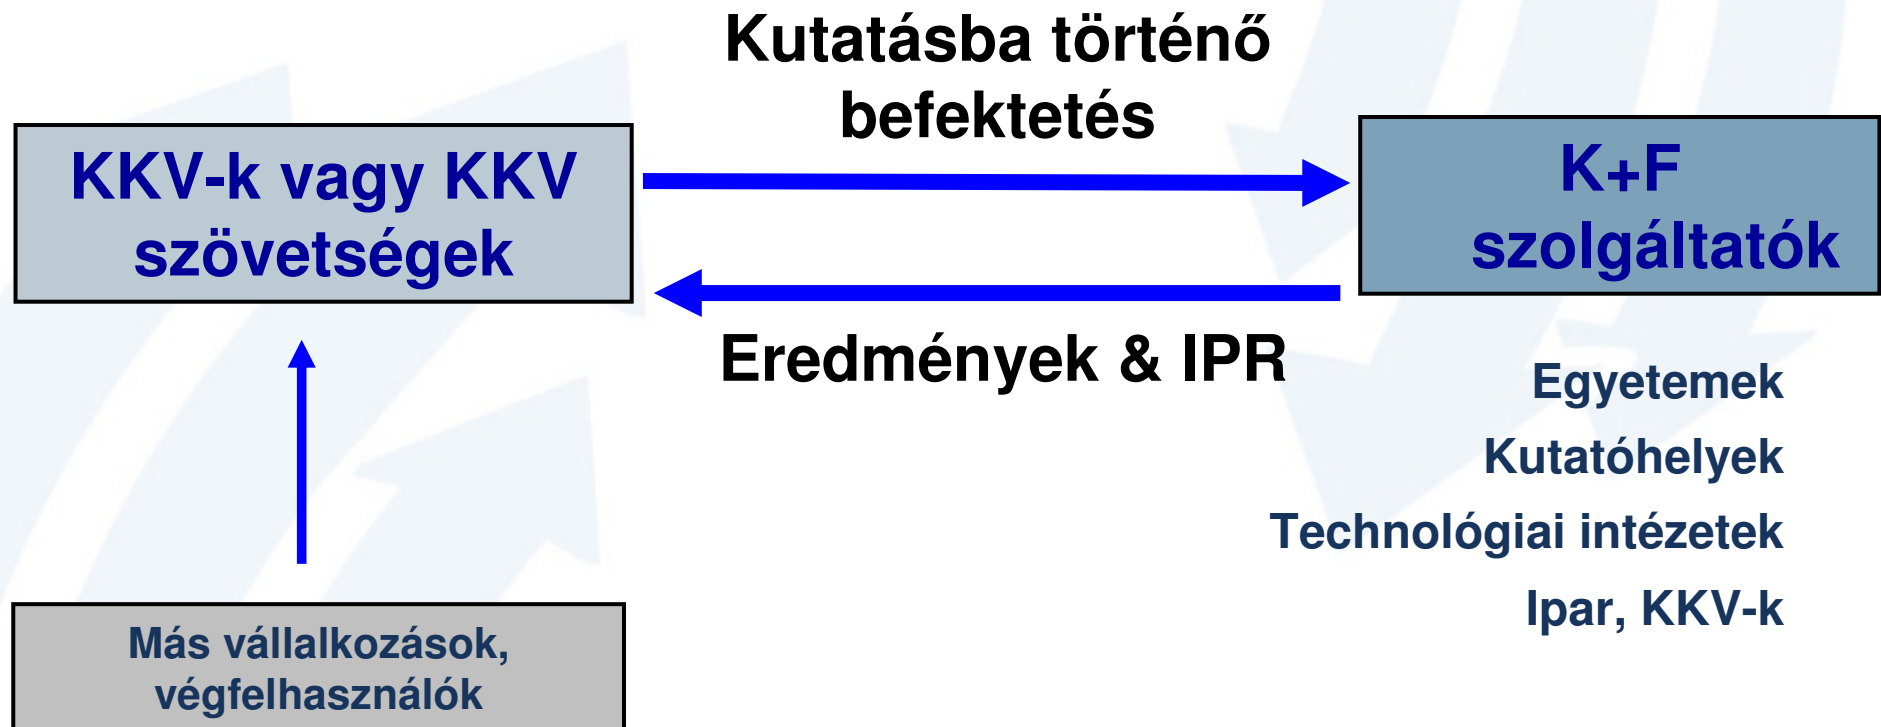 Kutatásba történő
befektetés
KKV-k vagy KKV
szövetségek
K+F
szolgáltatók
Eredmények & IPR
Egyetemek
Kutatóhelyek
Technológiai intézetek
Ipar, KKV-k
Más vállalkozások,
végfelhasználók